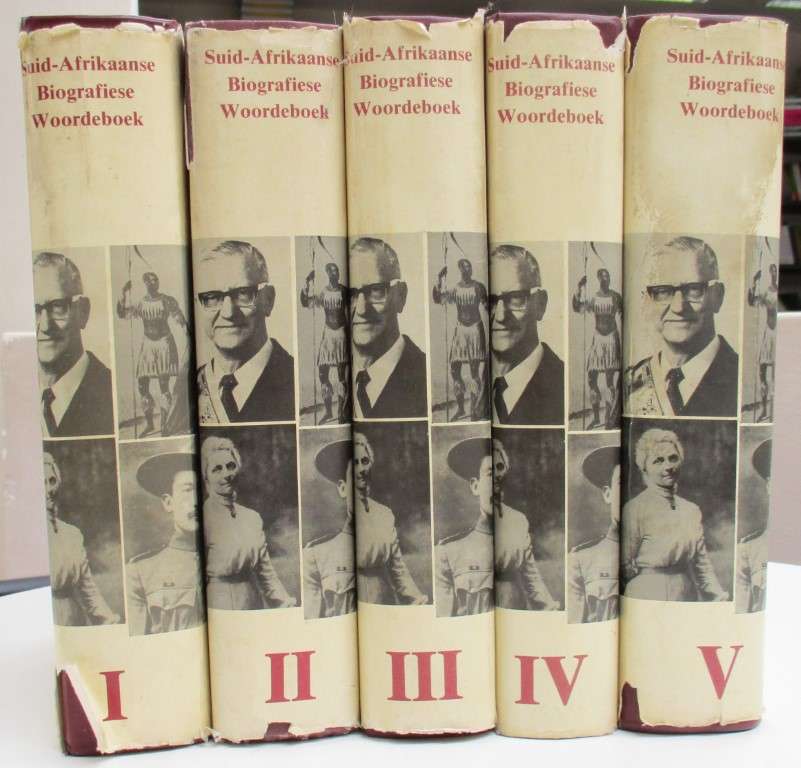 Suid-Afrikaanse
Biografiese
Woordeboek
I
Suid-Afrikaanse
Biografiese
Woordeboek
II
Suid-Afrikaanse
Biografiese
Woordeboek
III
Suid-Afrikaanse
Biografiese
Woordeboek
IV
Suid-Afrikaanse
Biografiese
Woordeboek
V